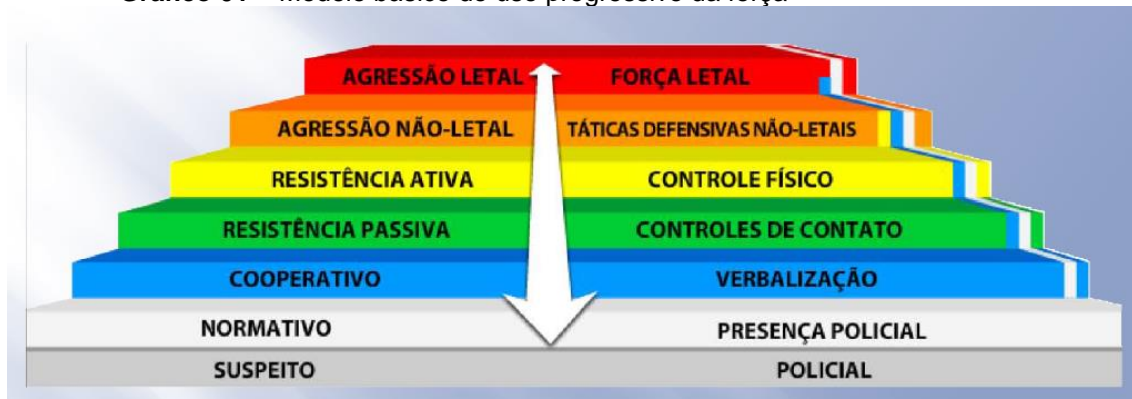 Gráfico 01 – Modelo básico do uso progressivo da força
AGRESSÃO LETAL FORÇA LETAL
AGRESSÃO NÃO-LETAL TÁTICAS DEFENSIVAS NÃO-LETAIS
RESISTÊNCIA ATIVA CONTROLE FÍSICO
RESISTÊNCIA PASSIVA CONTROLES DE CONTATO
COOPERATIVO VERBALIZAÇÃO
NORMATIVO PRESENÇA POLICIAL
SUSPEITO POLICIAL